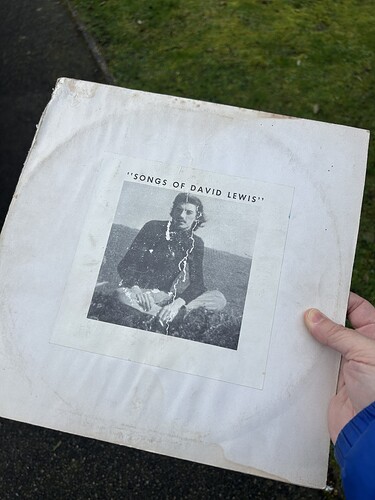 "SONGS OF DAVID LEWIS"